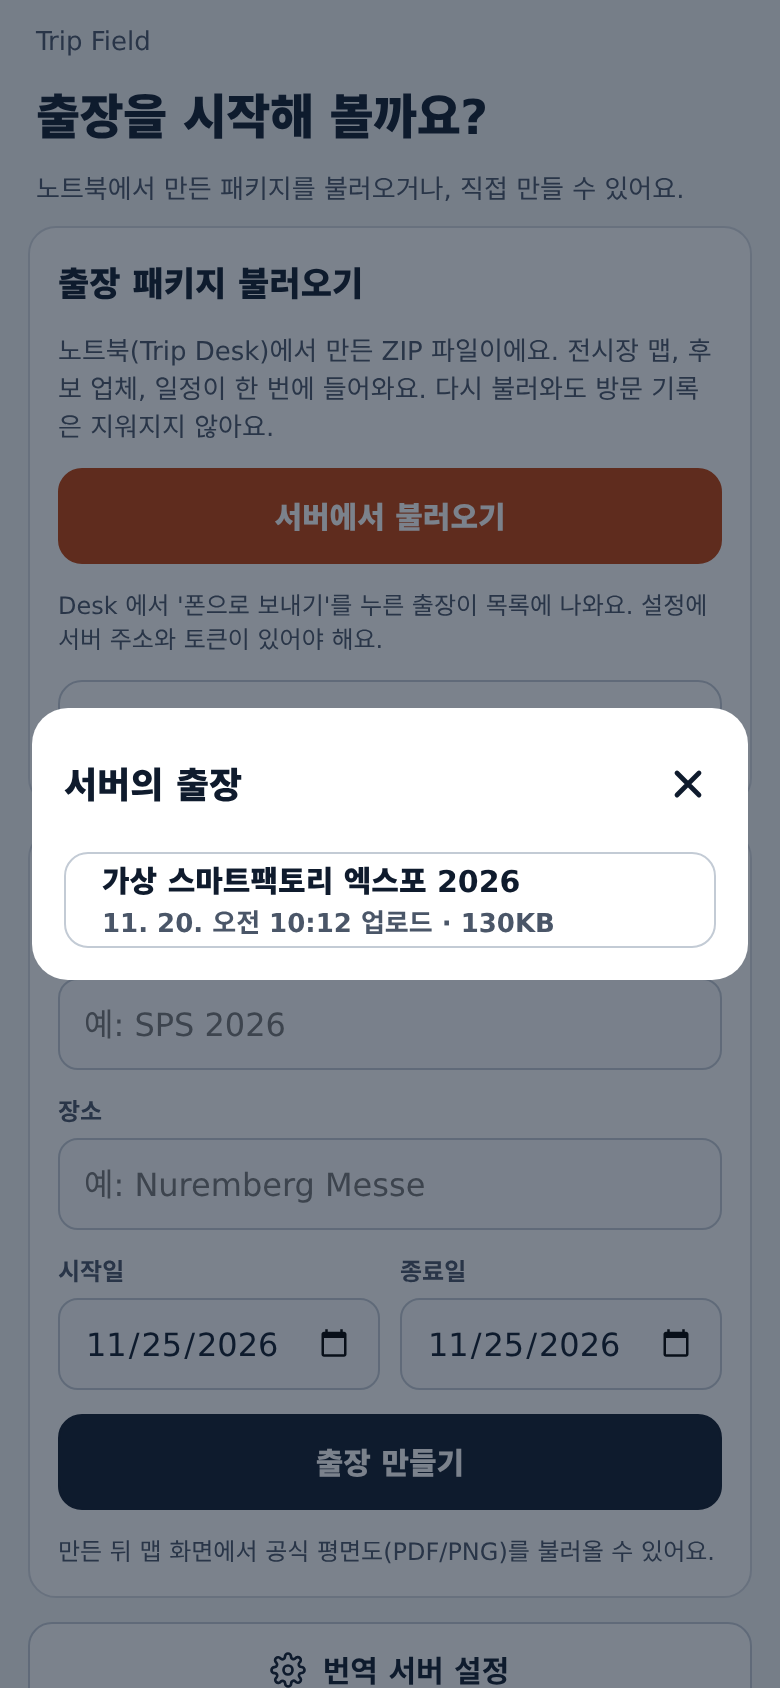 Trip Field
출장을 시작해 볼까요?
노트북에서 만든 패키지를 불러오거나, 직접 만들 수 있어요.
출장 패키지 불러오기
노트북(Trip Desk)에서 만든 ZIP 파일이에요. 전시장 맵, 후
보 업체, 일정이 한 번에 들어와요. 다시 불러와도 방문 기록
은 지워지지 않아요.
서버에서 불러오기
Desk 에서 '폰으로 보내기'를 누른 출장이 목록에 나와요. 설정에
서버 주소와 토큰이 있어야 해요.
서버의 출장
가상 스마트팩토리 엑스포 2026
11. 20. 오전 10:12 업로드 · 130KB
예: SPS 2026
장소
예: Nuremberg Messe
시작일 종료일
11/25/2026 11/25/2026
출장 만들기
만든 뒤 맵 화면에서 공식 평면도(PDF/PNG)를 불러올 수 있어요.
번역 서버 설정